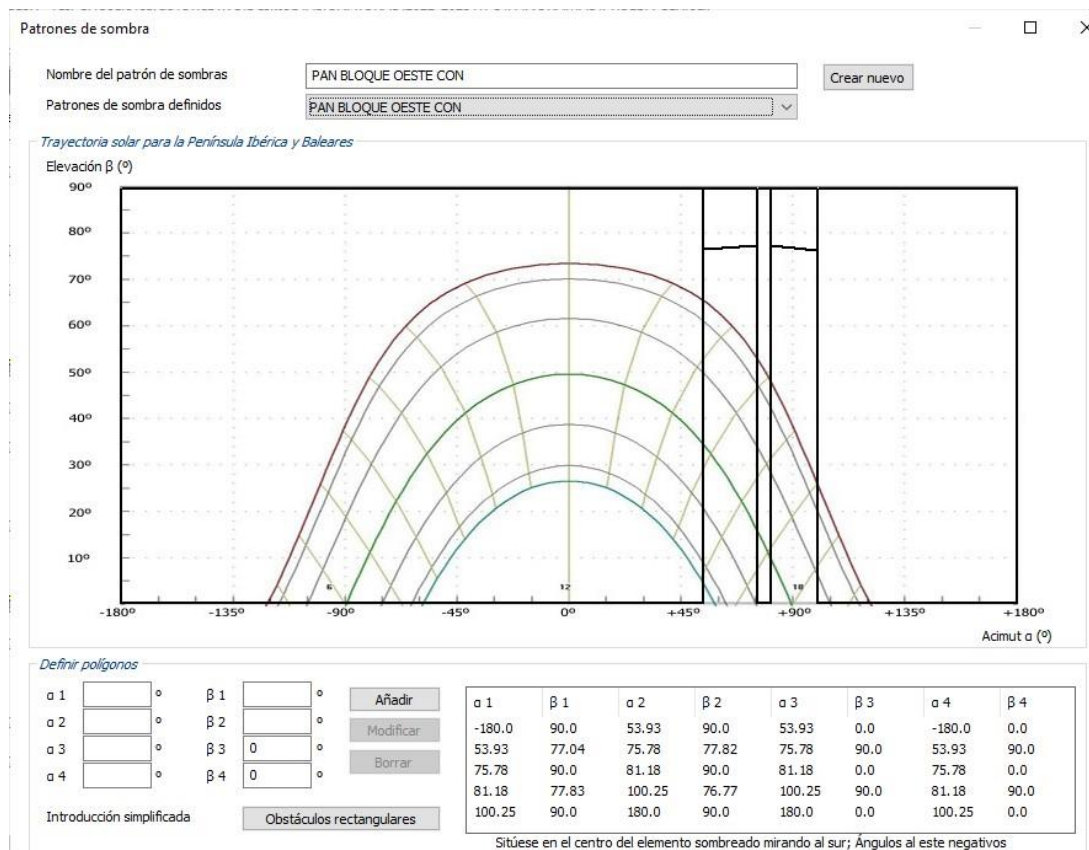 Patrones de sombra
Nombre del patrón de sombras PAN BLOQUE OESTE CON Crear nuevo
Patrones de sombra definidos PAN BLOQUE OESTE CON
Trayectoria solar para la Península Ibérica y Baleares
Elevación β (º)
90º
80º
70º
60º
50º
40º
30º
20º
10º
6 12 18
-180º -135º -90º -45º 0º +45º +90º +135º +180º
Acimut α (º)
Definir polígonos
α 1 º β 1 º Añadir
α 2 º β 2 º Modificar
α 3 º β 3 0 º Borrar
α 4 º β 4 0 º
Introducción simplificada Obstáculos rectangulares
α 1 β 1 α 2 β 2 α 3 β 3 α 4 β 4
-180.0 90.0 53.93 90.0 53.93 0.0 -180.0 0.0
53.93 77.04 75.78 77.82 75.78 90.0 53.93 90.0
75.78 90.0 81.18 90.0 81.18 0.0 75.78 0.0
81.18 77.83 100.25 76.77 100.25 90.0 81.18 90.0
100.25 90.0 180.0 90.0 180.0 0.0 100.25 0.0
Sitúese en el centro del elemento sombreado mirando al sur; Ángulos al este negativos